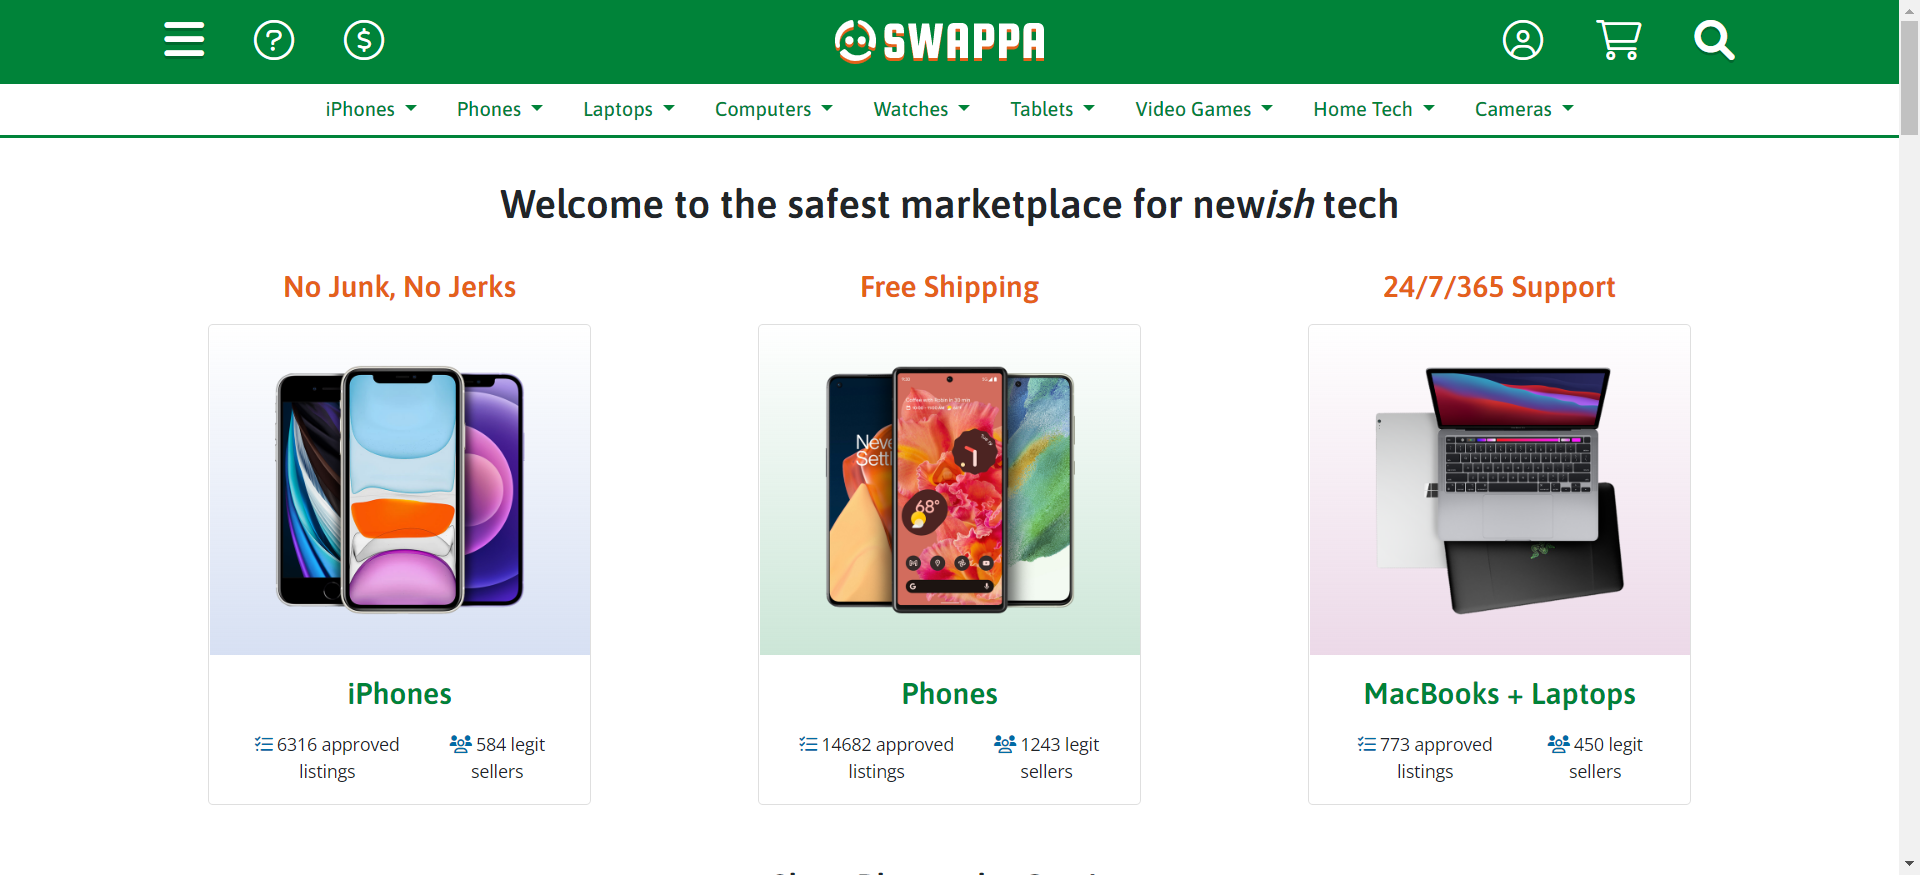 SWAPPA
iPhones
Phones
Laptops
Computers
Watches
Tablets
Video Games
Home Tech
Cameras
Welcome to the safest marketplace for newish tech
No Junk, No Jerks
Free Shipping
24/7/365 Support
68°
iPhones
6316 approved
listings
584 legit
sellers
Phones
14682 approved
listings
1243 legit
sellers
MacBooks + Laptops
773 approved
listings
450 legit
sellers